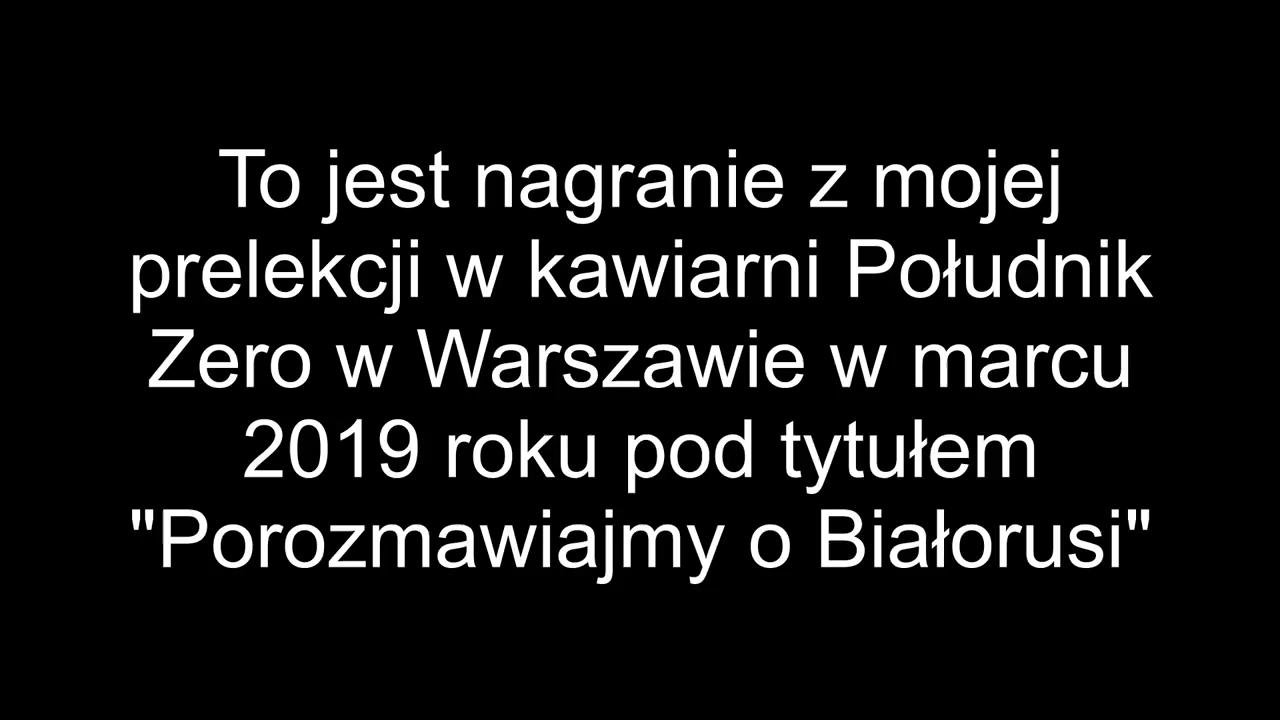 To jest nagranie z mojej
prelekcji w kawiarni Południk
Zero w Warszawie w marcu
2019 roku pod tytułem
"Porozmawiajmy o Białorusi"